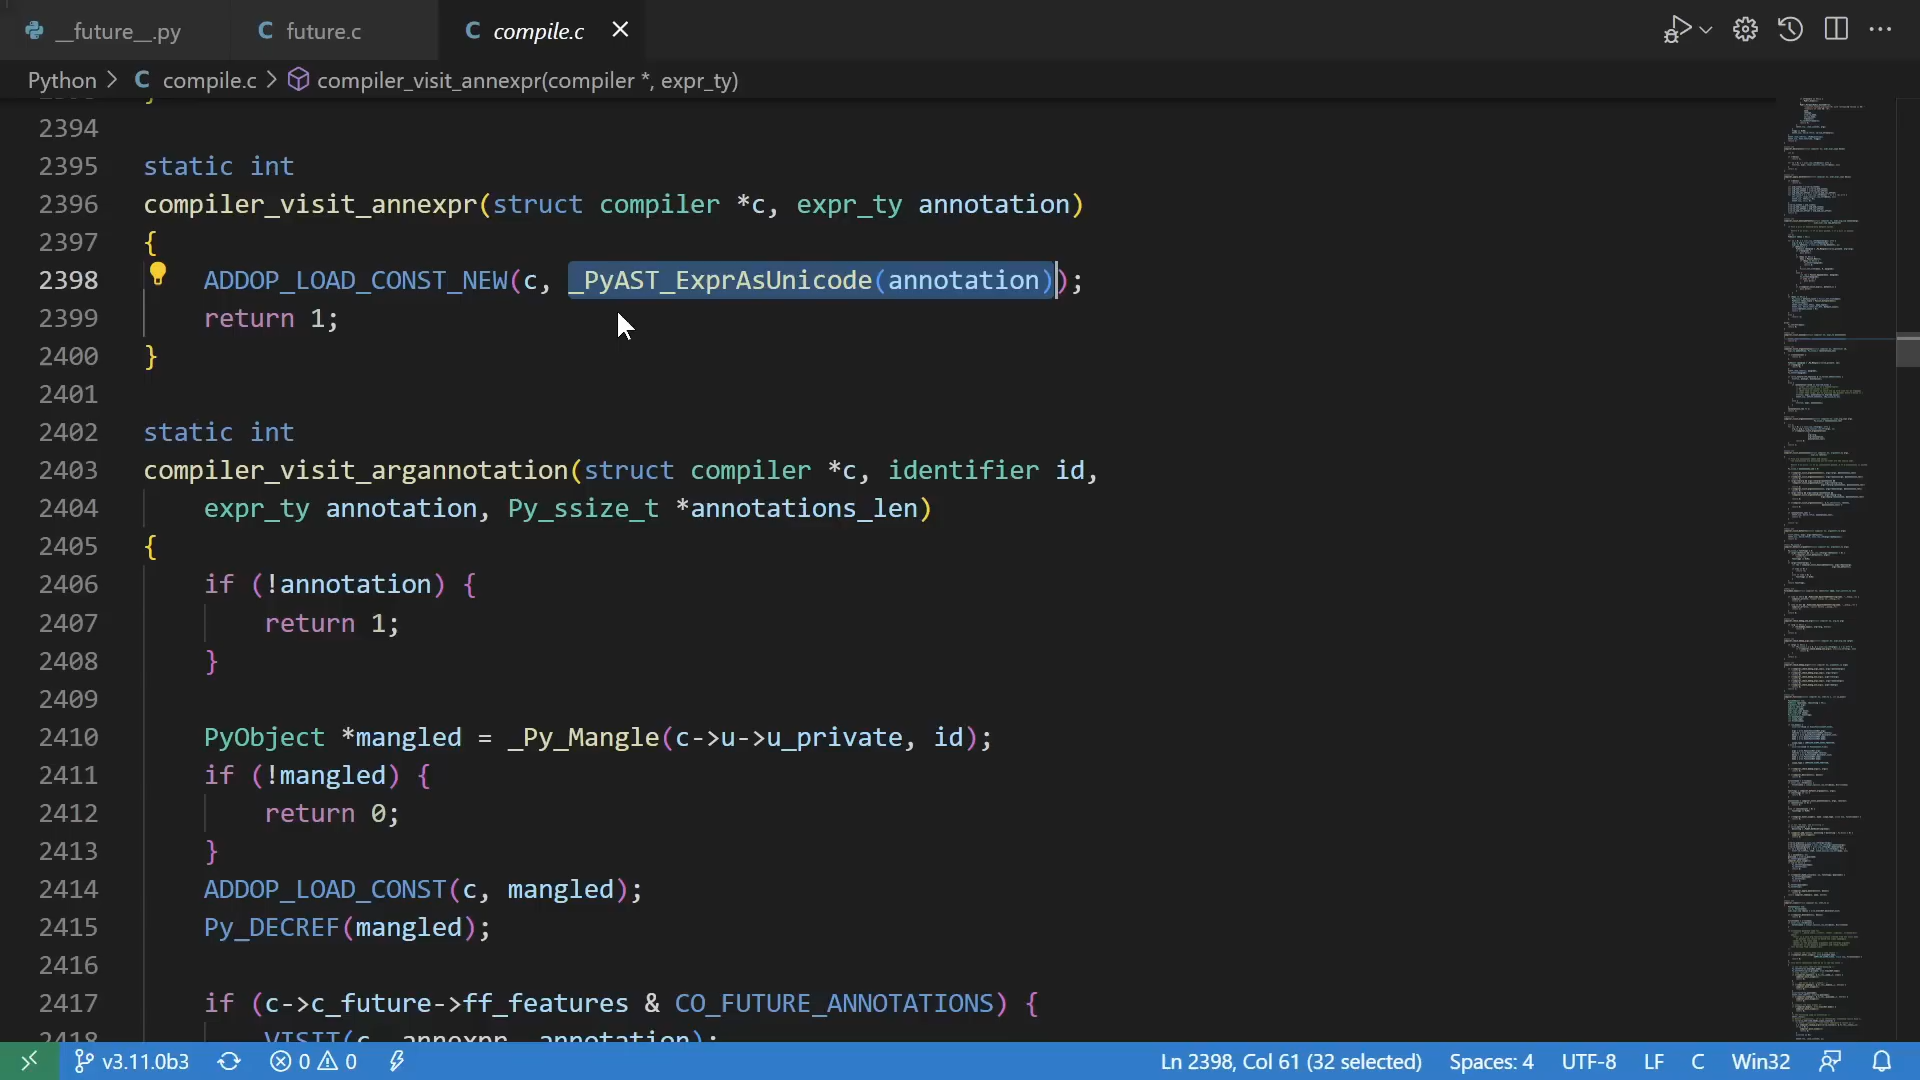 __future__.py
C future.c
C compile.c
Python > C compile.c > compiler_visit_annexpr(compiler *, expr_ty)
2394
2395 static int
2396 compiler_visit_annexpr(struct compiler *c, expr_ty annotation)
2397 {
2398 ADDOP_LOAD_CONST_NEW(c, _PyAST_ExprAsUnicode(annotation));
2399 return 1;
2400 }
2401
2402 static int
2403 compiler_visit_argannotation(struct compiler *c, identifier id,
2404 expr_ty annotation, Py_ssize_t *annotations_len)
2405 {
2406 if (!annotation) {
2407 return 1;
2408 }
2409
2410 PyObject *mangled = _Py_Mangle(c->u->u_private, id);
2411 if (!mangled) {
2412 return 0;
2413 }
2414 ADDOP_LOAD_CONST(c, mangled);
2415 Py_DECREF(mangled);
2416
2417 if (c->c_future->ff_features & CO_FUTURE_ANNOTATIONS) {
2418 VISIT(c, annexpr, annotation);
v3.11.0b3 0 0 Ln 2398, Col 61 (32 selected) Spaces: 4 UTF-8 LF C Win32